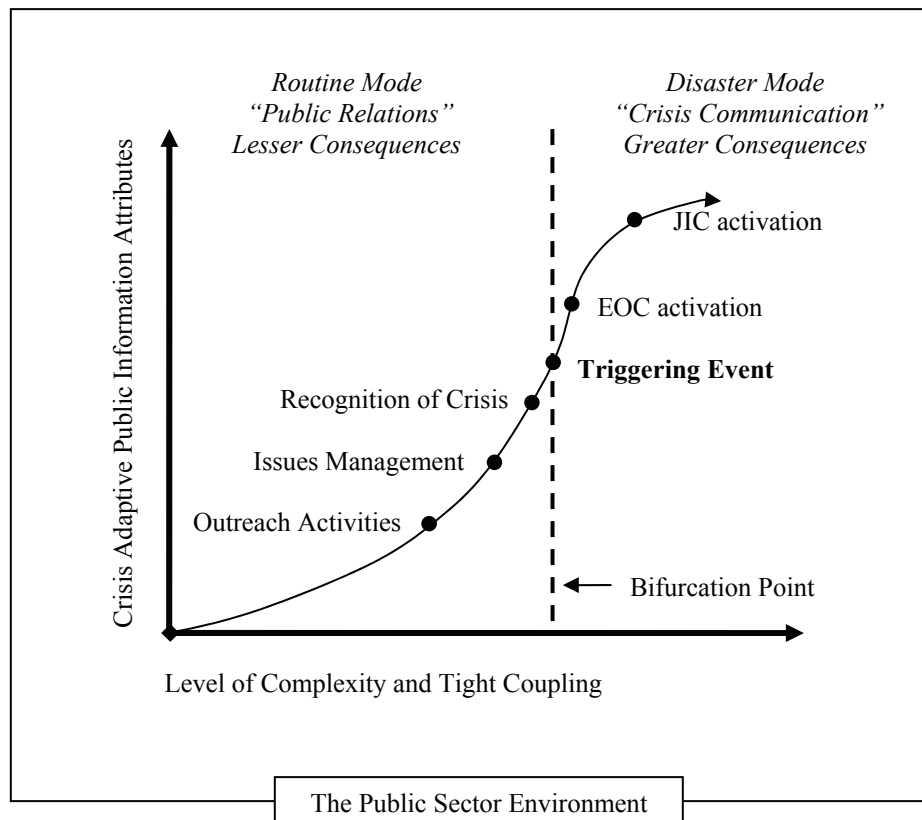 Routine Mode
“Public Relations”
Lesser Consequences
Disaster Mode
“Crisis Communication”
Greater Consequences
Crisis Adaptive Public Information Attributes
JIC activation
EOC activation
Triggering Event
Recognition of Crisis
Issues Management
Outreach Activities
Bifurcation Point
Level of Complexity and Tight Coupling
The Public Sector Environment